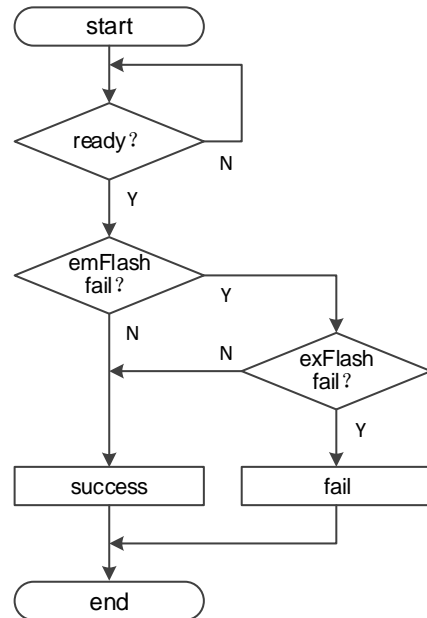 start
ready?
N
Y
emFlash
fail?
Y
N
N
exFlash
fail?
Y
success
fail
end